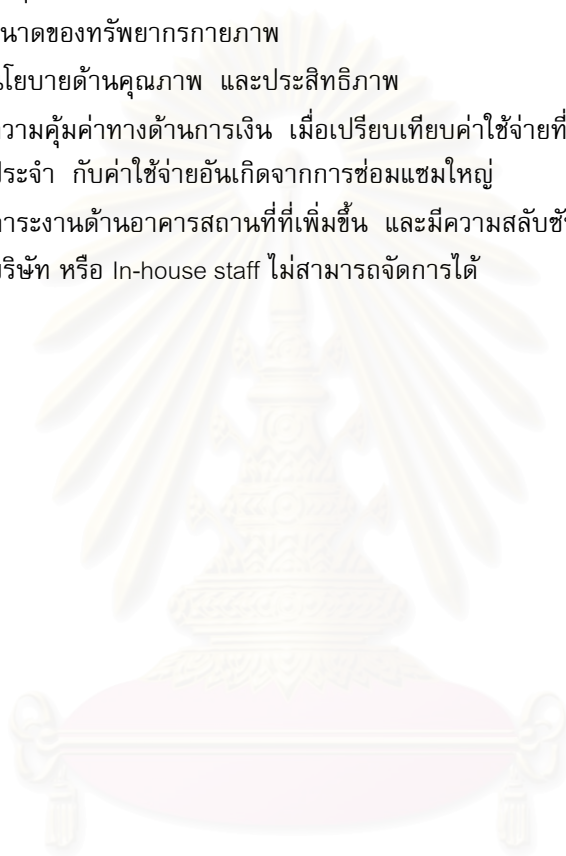 นาดของทรัพยากรกายภาพ
นโยบายด้านคุณภาพ และประสิทธิภาพ
วามคุ้มค่าทางด้านการเงิน เมื่อเปรียบเทียบค่าใช้จ่ายที่
ประจำ กับค่าใช้จ่ายอันเกิดจากการซ่อมแซมใหญ่
าระงานด้านอาคารสถานที่ที่เพิ่มขึ้น และมีความสลับซั
บริษัท หรือ In-house staff ไม่สามารถจัดการได้